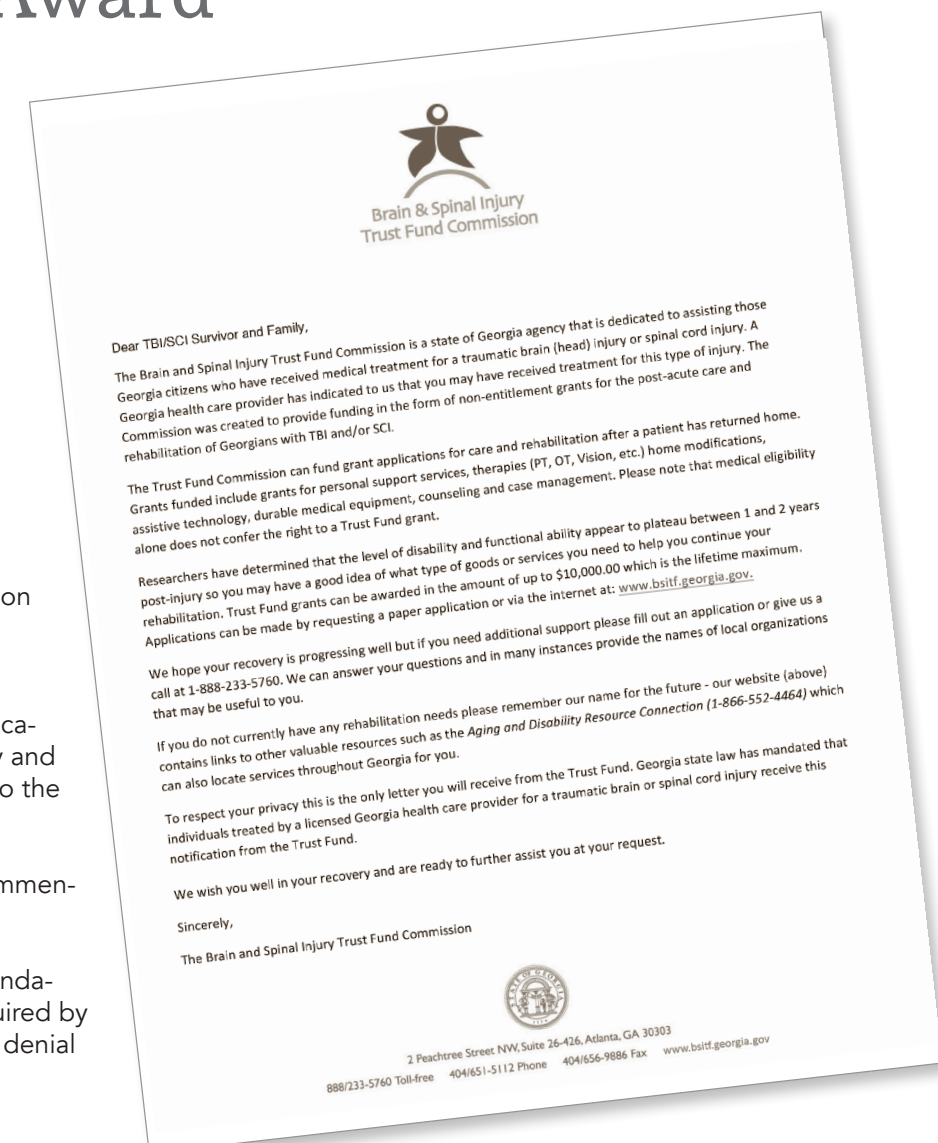 Award
on
ca-
y and
o the
mmen-
nda-
uired by
denial
Brain & Spinal Injury
Trust Fund Commission
Dear TBI/SCI Survivor and Family,
The Brain and Spinal Injury Trust Fund Commission is a state of Georgia agency that is dedicated to assisting those
Georgia citizens who have received medical treatment for a traumatic brain (head) injury or spinal cord injury. A
Georgia health care provider has indicated to us that you may have received treatment for this type of injury. The
Commission was created to provide funding in the form of non-entitlement grants for the post-acute care and
rehabilitation of Georgians with TBI and/or SCI.
The Trust Fund Commission can fund grant applications for care and rehabilitation after a patient has returned home.
Grants funded include grants for personal support services, therapies (PT, OT, Vision, etc.) home modifications,
assistive technology, durable medical equipment, counseling and case management. Please note that medical eligibility
alone does not confer the right to a Trust Fund grant.
Researchers have determined that the level of disability and functional ability appear to plateau between 1 and 2 years
post-injury so you may have a good idea of what type of goods or services you need to help you continue your
rehabilitation. Trust Fund grants can be awarded in the amount of up to $10,000.00 which is the lifetime maximum.
Applications can be made by requesting a paper application or via the internet at: www.bsitf.georgia.gov.
We hope your recovery is progressing well but if you need additional support please fill out an application or give us a
call at 1-888-233-5760. We can answer your questions and in many instances provide the names of local organizations
that may be useful to you.
If you do not currently have any rehabilitation needs please remember our name for the future - our website (above)
contains links to other valuable resources such as the Aging and Disability Resource Connection (1-866-552-4464) which
can also locate services throughout Georgia for you.
To respect your privacy this is the only letter you will receive from the Trust Fund. Georgia state law has mandated that
individuals treated by a licensed Georgia health care provider for a traumatic brain or spinal cord injury receive this
notification from the Trust Fund.
We wish you well in your recovery and are ready to further assist you at your request.
Sincerely,
The Brain and Spinal Injury Trust Fund Commission
STATE OF GEORGIA
1776
2 Peachtree Street NW, Suite 26-426, Atlanta, GA 30303
888/233-5760 Toll-free 404/651-5112 Phone 404/656-9886 Fax www.bsitf.georgia.gov